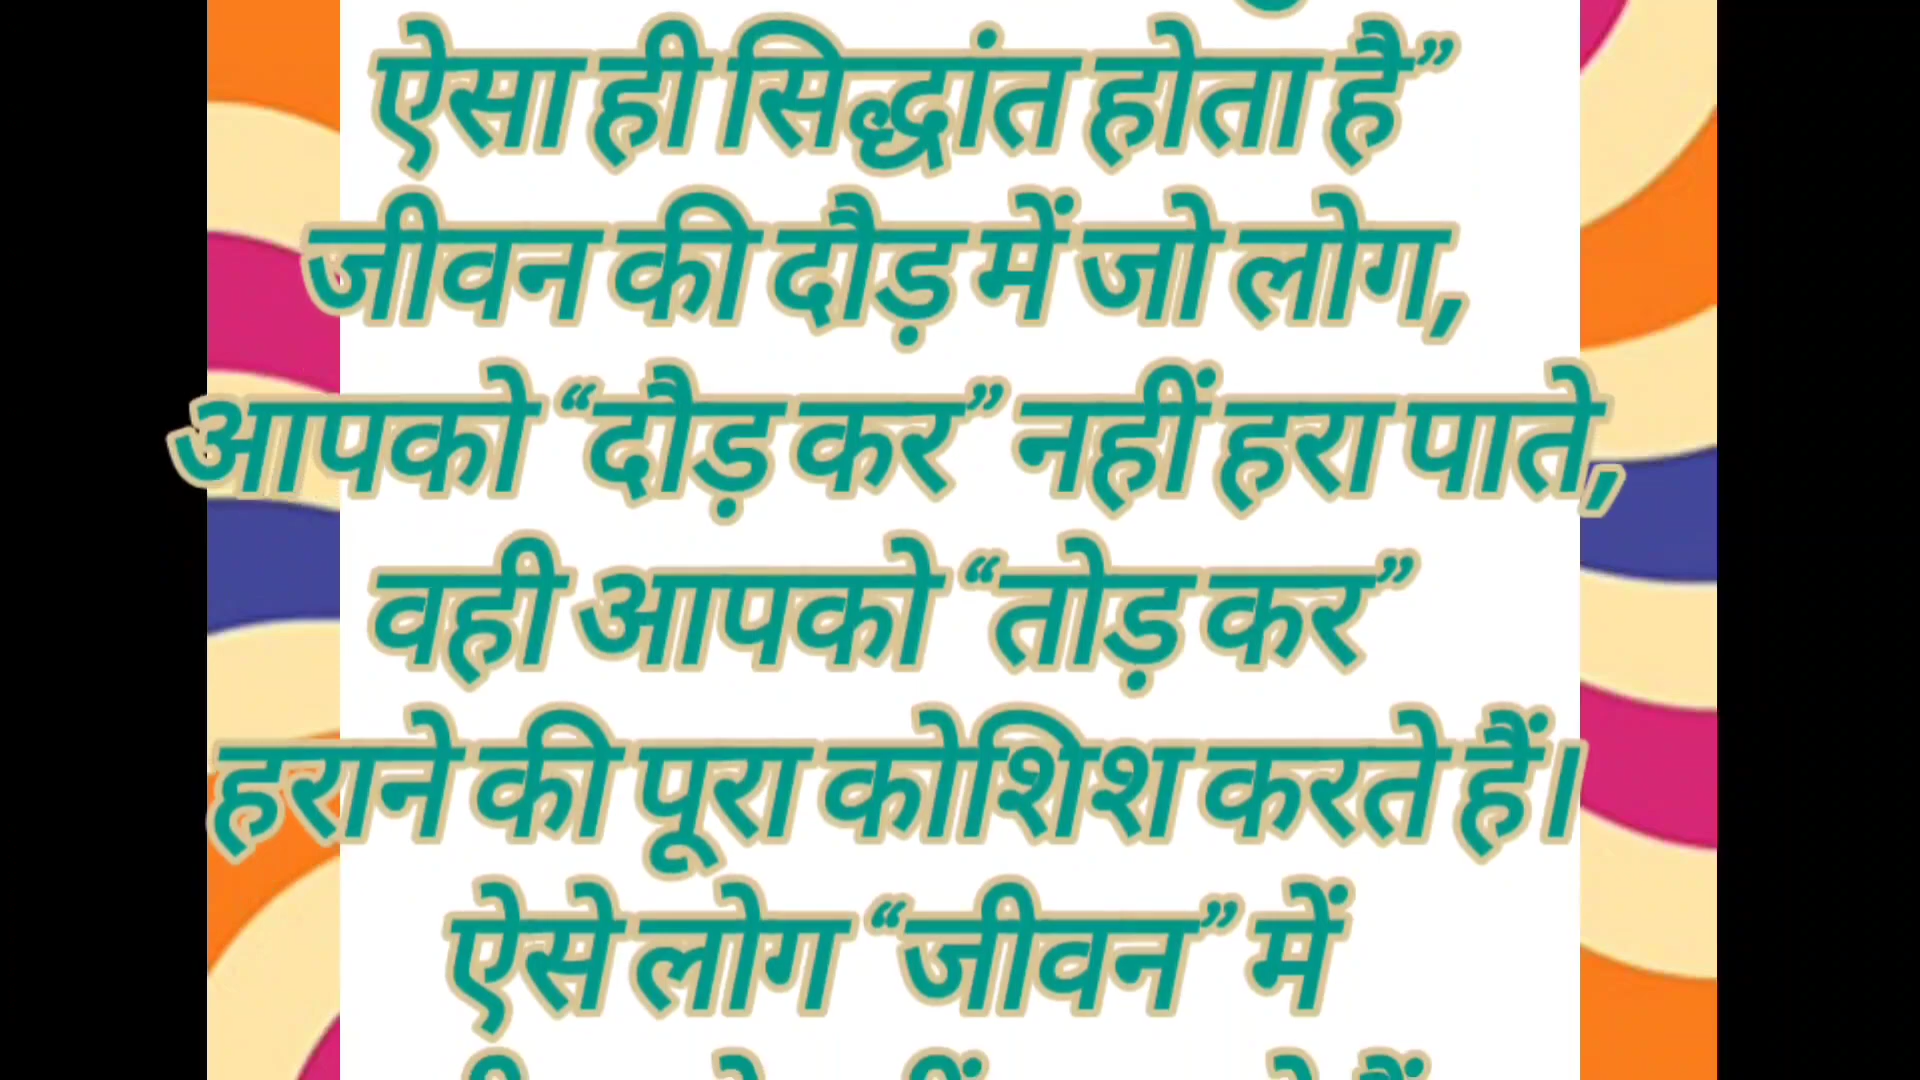 ऐसा ही सिद्धांत होता है”
जीवन की दौड़ में जो लोग,
आपको “दौड़ कर” नहीं हरा पाते,
वही आपको “तोड़ कर”
हराने की पूरा कोशिश करते हैं।
ऐसे लोग “जीवन” में